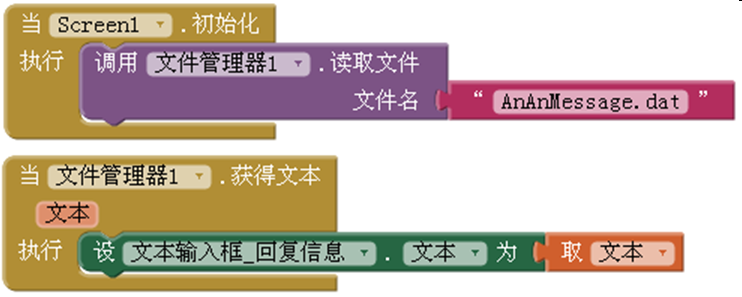 当 Screen1 .初始化
执行 调用 文件管理器1 .读取文件
文件名 “ AnAnMessage.dat ”
当 文件管理器1 .获得文本
文本
执行 设 文本输入框_回复信息 . 文本 为 取 文本